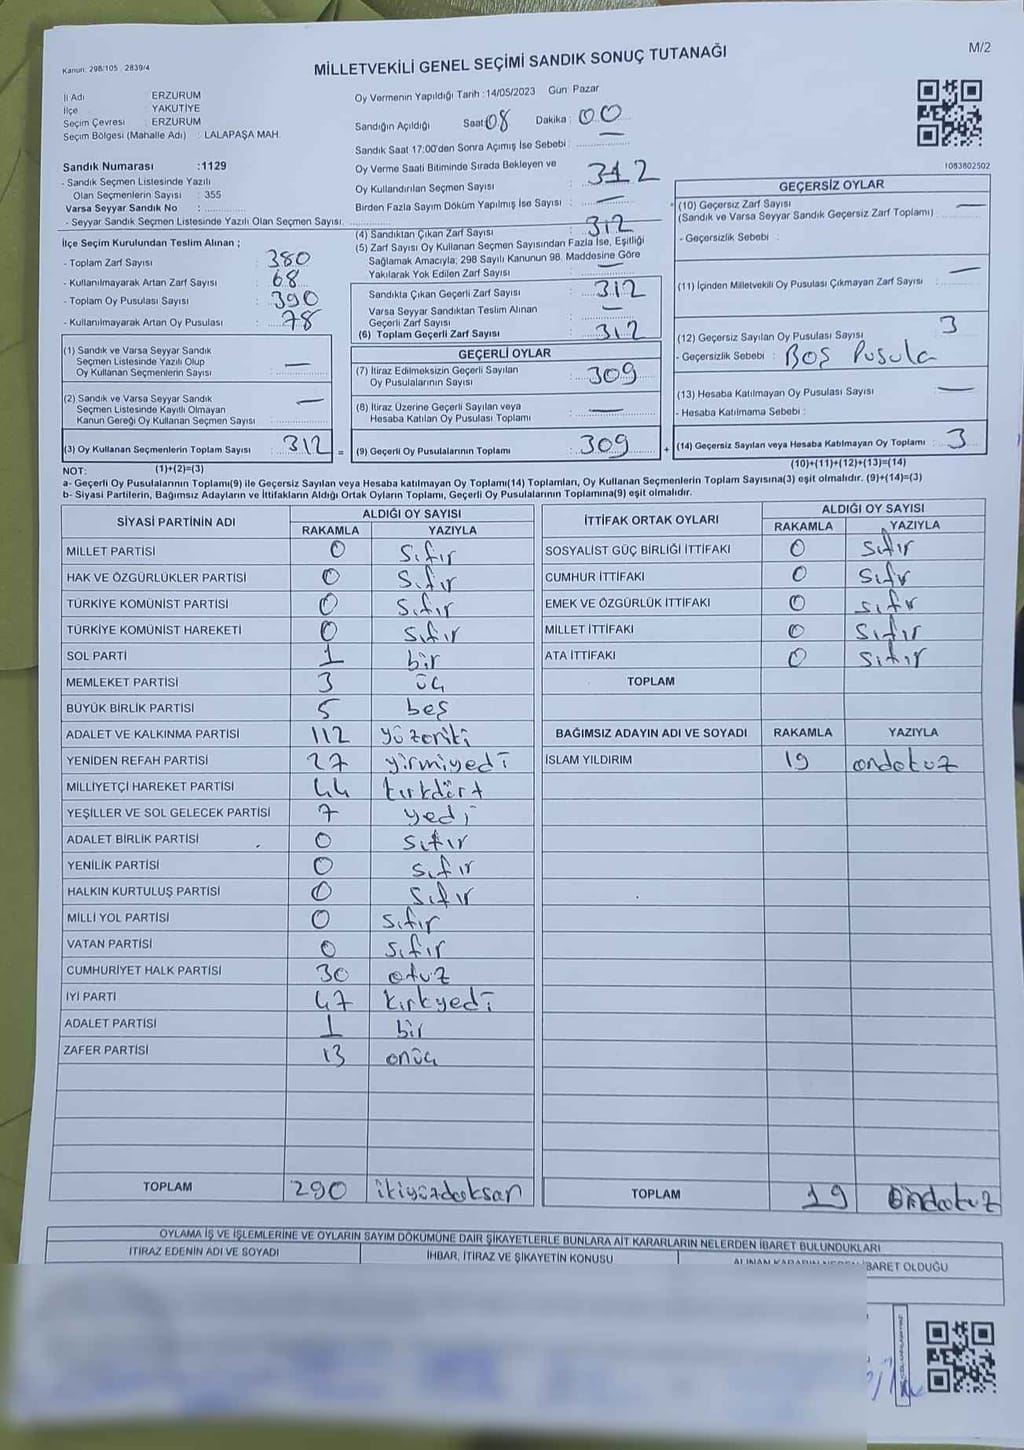 M/2
Kanun: 298/105 , 2839/4
MİLLETVEKİLİ GENEL SEÇİMİ SANDIK SONUÇ TUTANAĞI
İl Adı ERZURUM
İlçe YAKUTİYE
Seçim Çevresi : ERZURUM
Seçim Bölgesi (Mahalle Adı) : LALAPAŞA MAH.
Sandık Numarası :1129
- Sandık Seçmen Listesinde Yazılı
Olan Seçmenlerin Sayısı : 355
Varsa Seyyar Sandık No :
- Seyyar Sandık Seçmen Listesinde Yazılı Olan Seçmen Sayısı:
Oy Vermenin Yapıldığı Tarih :14/05/2023 Gün: Pazar
Sandığın Açıldığı Saat 08 Dakika : 00
Sandık Saat 17:00'den Sonra Açımış İse Sebebi : —
Oy Verme Saati Bitiminde Sırada Bekleyen ve
Oy Kullandırılan Seçmen Sayısı : 312
Birden Fazla Sayım Döküm Yapılmış İse Sayısı : —
1083802502
İlçe Seçim Kurulundan Teslim Alınan ;
- Toplam Zarf Sayısı : 380
- Kullanılmayarak Artan Zarf Sayısı : 68
- Toplam Oy Pusulası Sayısı : 390
- Kullanılmayarak Artan Oy Pusulası : 78
(4) Sandıktan Çıkan Zarf Sayısı : 312
(5) Zarf Sayısı Oy Kullanan Seçmen Sayısından Fazla İse, Eşitliği
Sağlamak Amacıyla; 298 Sayılı Kanunun 98. Maddesine Göre
Yakılarak Yok Edilen Zarf Sayısı : —
Sandıkta Çıkan Geçerli Zarf Sayısı : 312
Varsa Seyyar Sandıktan Teslim Alınan
Geçerli Zarf Sayısı : —
(6) Toplam Geçerli Zarf Sayısı : 312
GEÇERSİZ OYLAR
(10) Geçersiz Zarf Sayısı : —
(Sandık ve Varsa Seyyar Sandık Geçersiz Zarf Toplamı)
- Geçersizlik Sebebi :
(11) İçinden Milletvekili Oy Pusulası Çıkmayan Zarf Sayısı : —
(12) Geçersiz Sayılan Oy Pusulası Sayısı 3
- Geçersizlik Sebebi : Boş Pusula
(13) Hesaba Katılmayan Oy Pusulası Sayısı —
- Hesaba Katılmama Sebebi :
(14) Geçersiz Sayılan veya Hesaba Katılmayan Oy Toplamı : 3
(10)+(11)+(12)+(13)=(14)
(1) Sandık ve Varsa Seyyar Sandık
Seçmen Listesinde Yazılı Olup
Oy Kullanan Seçmenlerin Sayısı : —
(2) Sandık ve Varsa Seyyar Sandık
Seçmen Listesinde Kayıtlı Olmayan
Kanun Gereği Oy Kullanan Seçmen Sayısı : —
(3) Oy Kullanan Seçmenlerin Toplam Sayısı : 312 =
GEÇERLİ OYLAR
(7) İtiraz Edilmeksizin Geçerli Sayılan
Oy Pusulalarının Sayısı : 309
(8) İtiraz Üzerine Geçerli Sayılan veya
Hesaba Katılan Oy Pusulası Toplamı : —
(9) Geçerli Oy Pusulalarının Toplamı : 309 +
NOT: (1)+(2)=(3)
a- Geçerli Oy Pusulalarının Toplamı(9) ile Geçersiz Sayılan veya Hesaba katılmayan Oy Toplamı(14) Toplamları, Oy Kullanan Seçmenlerin Toplam Sayısına(3) eşit olmalıdır. (9)+(14)=(3)
b- Siyasi Partilerin, Bağımsız Adayların ve İttifakların Aldığı Ortak Oyların Toplamı, Geçerli Oy Pusulalarının Toplamına(9) eşit olmalıdır.
SİYASİ PARTİNİN ADI ALDIĞI OY SAYISI
RAKAMLA YAZIYLA
MİLLET PARTİSİ 0 Sıfır
HAK VE ÖZGÜRLÜKLER PARTİSİ 0 Sıfır
TÜRKİYE KOMÜNİST PARTİSİ 0 Sıfır
TÜRKİYE KOMÜNİST HAREKETİ 0 sıfır
SOL PARTİ 1 bir
MEMLEKET PARTİSİ 3 üç
BÜYÜK BİRLİK PARTİSİ 5 beş
ADALET VE KALKINMA PARTİSİ 112 yüzoniki
YENİDEN REFAH PARTİSİ 27 yirmiyedi
MİLLİYETÇİ HAREKET PARTİSİ 44 kırkdört
YEŞİLLER VE SOL GELECEK PARTİSİ 7 yedi
ADALET BİRLİK PARTİSİ 0 sıfır
YENİLİK PARTİSİ 0 sıfır
HALKIN KURTULUŞ PARTİSİ 0 sıfır
MİLLİ YOL PARTİSİ 0 sıfır
VATAN PARTİSİ 0 sıfır
CUMHURİYET HALK PARTİSİ 30 otuz
İYİ PARTİ 47 kırkyedi
ADALET PARTİSİ 1 bir
ZAFER PARTİSİ 13 onüç
TOPLAM 290 ikiyüzdoksan
İTTİFAK ORTAK OYLARI ALDIĞI OY SAYISI
RAKAMLA YAZIYLA
SOSYALİST GÜÇ BİRLİĞİ İTTİFAKI 0 sıfır
CUMHUR İTTİFAKI 0 sıfır
EMEK VE ÖZGÜRLÜK İTTİFAKI 0 sıfır
MİLLET İTTİFAKI 0 sıfır
ATA İTTİFAKI 0 sıfır
TOPLAM
BAĞIMSIZ ADAYIN ADI VE SOYADI RAKAMLA YAZIYLA
İSLAM YILDIRIM 19 ondokuz
TOPLAM 19 ondokuz
OYLAMA İŞ VE İŞLEMLERİNE VE OYLARIN SAYIM DÖKÜMÜNE DAİR ŞİKAYETLERLE BUNLARA AİT KARARLARIN NELERDEN İBARET BULUNDUKLARI
İTİRAZ EDENİN ADI VE SOYADI İHBAR, İTİRAZ VE ŞİKAYETİN KONUSU ALINAN KARARIN NEDEN İBARET OLDUĞU